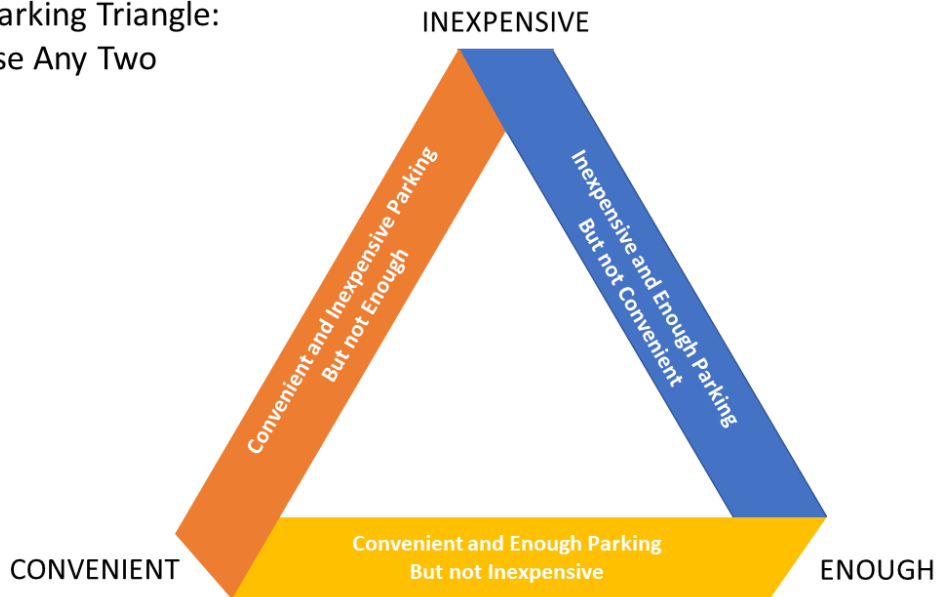 arking Triangle:
INEXPENSIVE
se Any Two
Convenient and Inexpensive Parking
But not Enough
Inexpensive and Enough Parking
But not Convenient
Convenient and Enough Parking
But not Inexpensive
CONVENIENT
ENOUGH